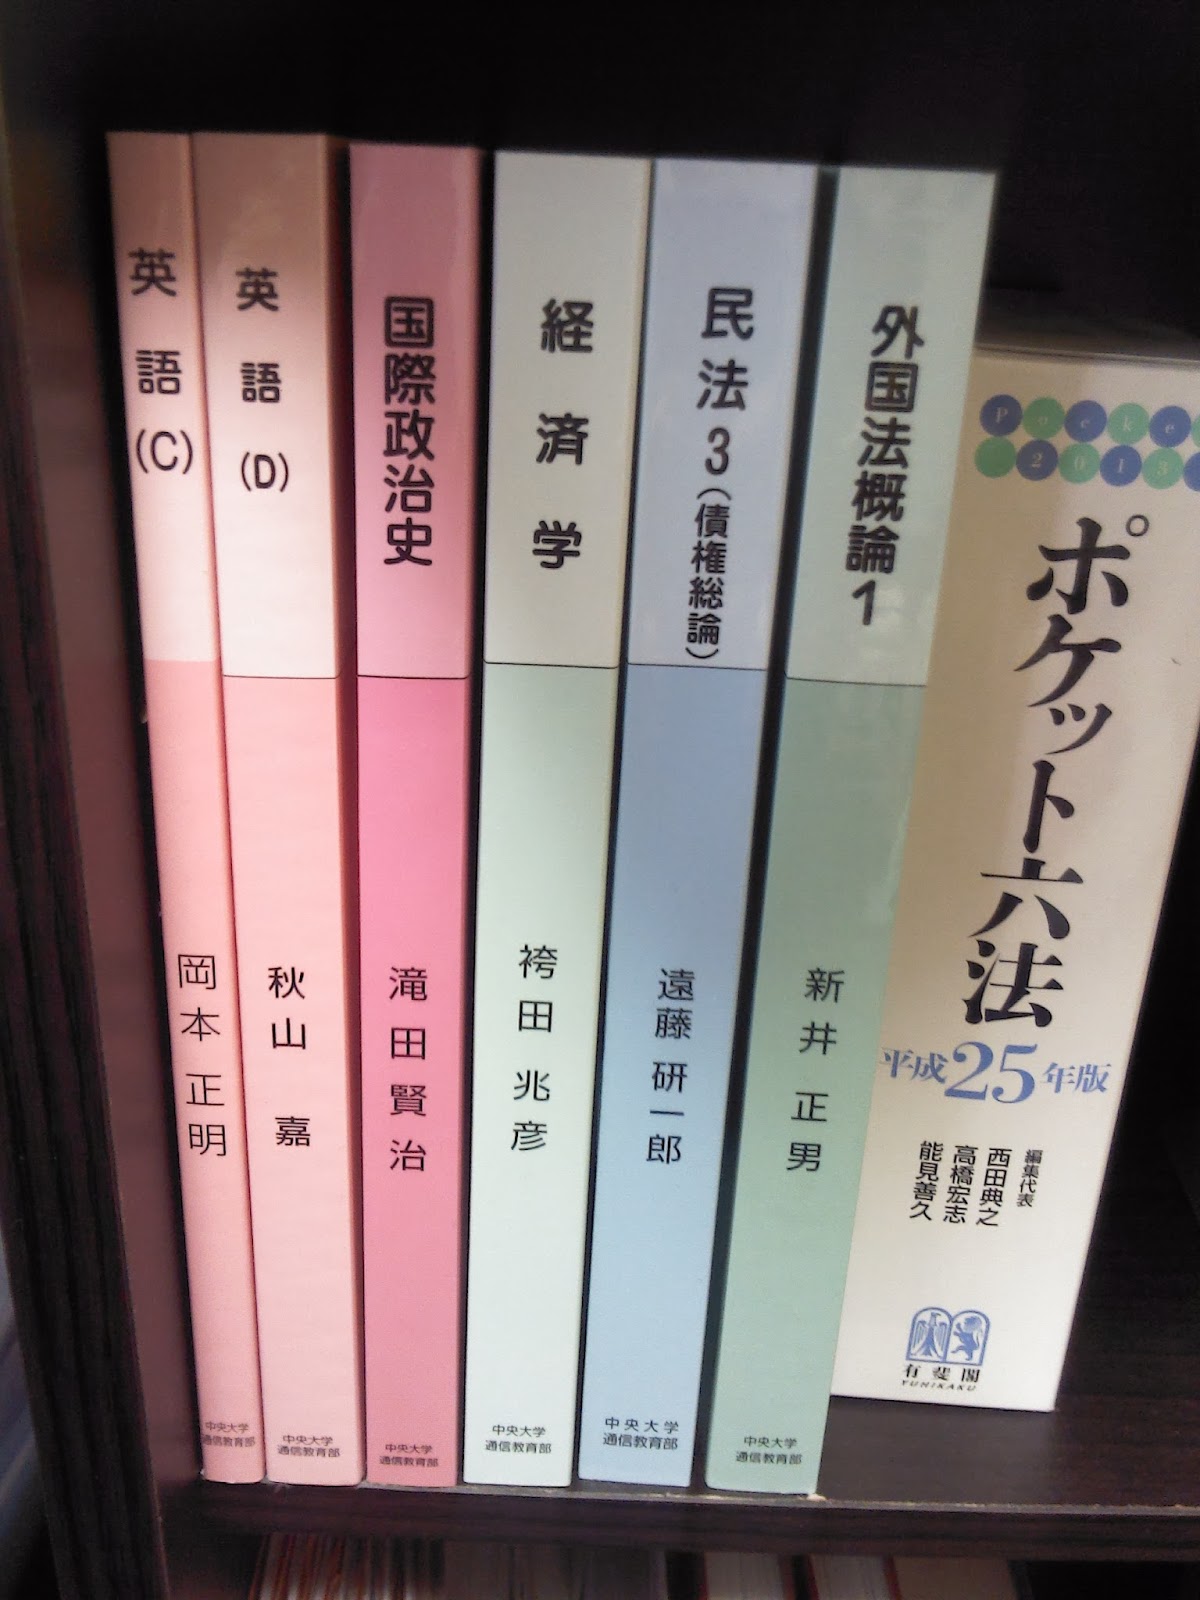 英語(C)
岡本 正明
中央大学
通信教育部
英語(D)
秋山 嘉
中央大学
通信教育部
国際政治史
滝田賢治
中央大学
通信教育部
経済学
袴田 兆彦
中央大学
通信教育部
民法3(債権総論)
遠藤 研一郎
中央大学
通信教育部
外国法概論1
新井 正男
中央大学
通信教育部
Pocke
2013
ポケット六法
平成25年版
編集代表
西田典之
高橋宏志
能見善久
有斐閣
YUHIKAKU